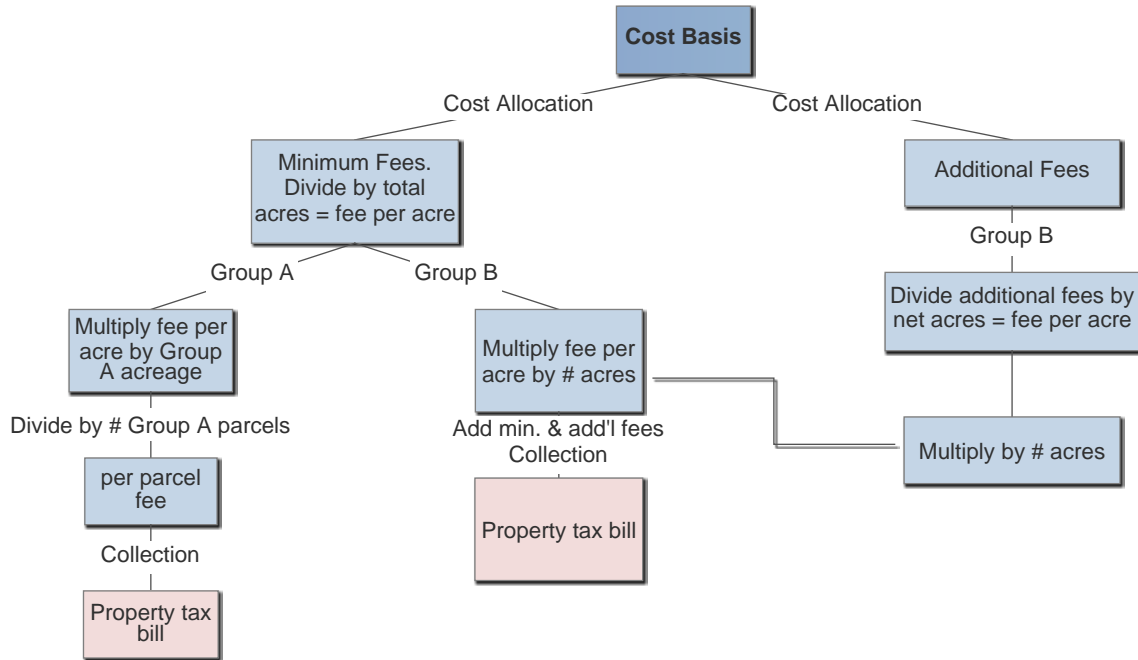 Cost Basis
Cost Allocation
Cost Allocation
Minimum Fees.
Divide by total
acres = fee per acre
Additional Fees
Group A
Group B
Group B
Multiply fee per
acre by Group
A acreage
Multiply fee per
acre by # acres
Divide additional fees by
net acres = fee per acre
Divide by # Group A parcels
Add min. & add'l fees
Collection
Multiply by # acres
per parcel
fee
Property tax bill
Collection
Property tax
bill